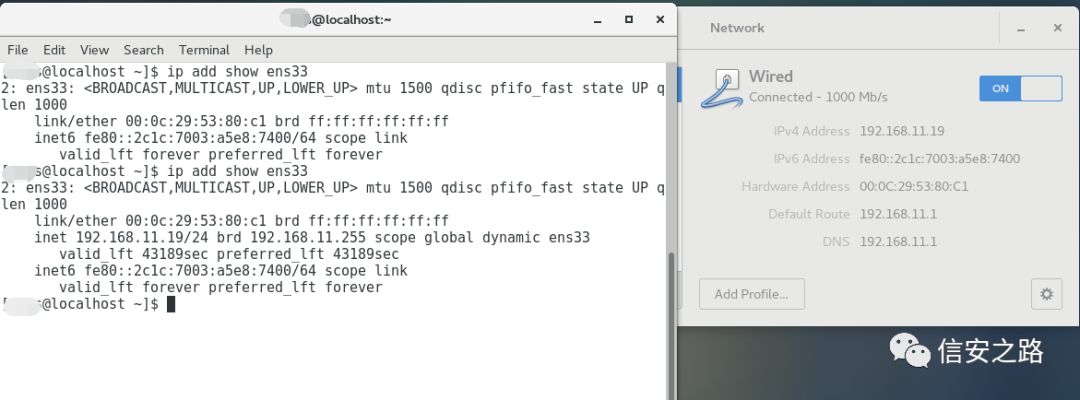 @localhost:~
File Edit View Search Terminal Help
@localhost ~]$ ip add show ens33
2: ens33: <BROADCAST,MULTICAST,UP,LOWER_UP> mtu 1500 qdisc pfifo_fast state UP q
len 1000
link/ether 00:0c:29:53:80:c1 brd ff:ff:ff:ff:ff:ff
inet6 fe80::2c1c:7003:a5e8:7400/64 scope link
valid_lft forever preferred_lft forever
@localhost ~]$ ip add show ens33
2: ens33: <BROADCAST,MULTICAST,UP,LOWER_UP> mtu 1500 qdisc pfifo_fast state UP q
len 1000
link/ether 00:0c:29:53:80:c1 brd ff:ff:ff:ff:ff:ff
inet 192.168.11.19/24 brd 192.168.11.255 scope global dynamic ens33
valid_lft 43189sec preferred_lft 43189sec
inet6 fe80::2c1c:7003:a5e8:7400/64 scope link
valid_lft forever preferred_lft forever
@localhost ~]$
Network
Wired
Connected - 1000 Mb/s
ON
IPv4 Address 192.168.11.19
IPv6 Address fe80::2c1c:7003:a5e8:7400
Hardware Address 00:0C:29:53:80:C1
Default Route 192.168.11.1
DNS 192.168.11.1
Add Profile...
信安之路